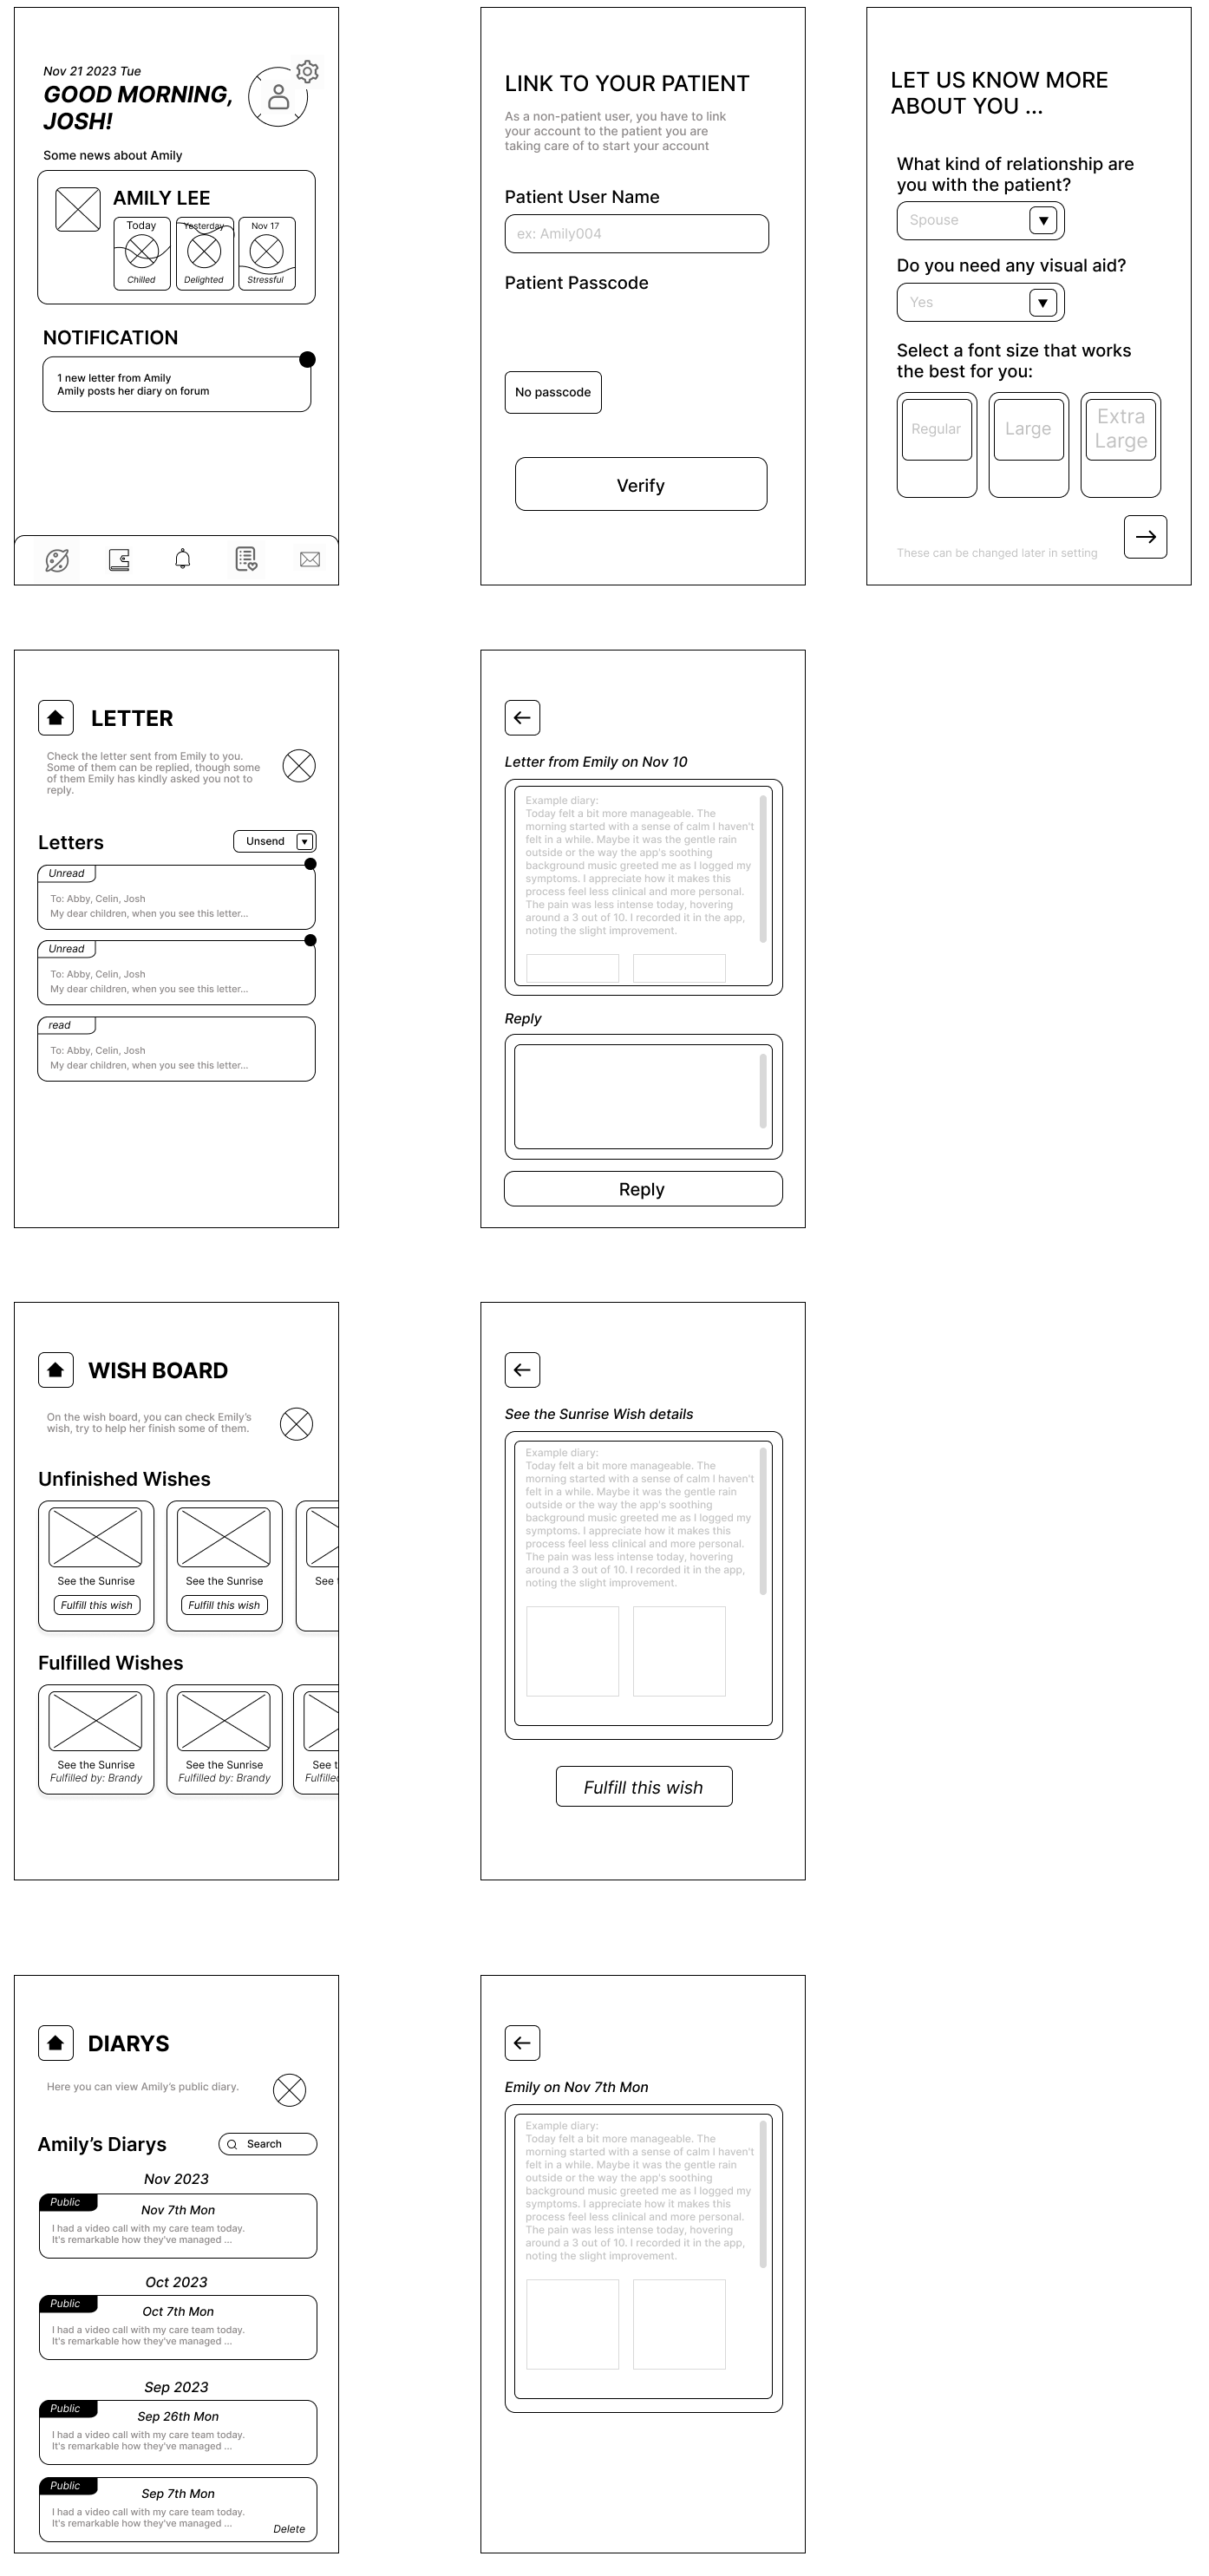 Nov 21 2023 Tue
GOOD MORNING,
JOSH!
Some news about Amily
AMILY LEE
Today
Yesterday
Nov 17
Chilled
Delighted
Stressful
NOTIFICATION
1 new letter from Amily
Amily posts her diary on forum
LINK TO YOUR PATIENT
As a non-patient user, you have to link
your account to the patient you are
taking care of to start your account
Patient User Name
ex: Amily004
Patient Passcode
No passcode
Verify
LET US KNOW MORE
ABOUT YOU ...
What kind of relationship are
you with the patient?
Spouse
Do you need any visual aid?
Yes
Select a font size that works
the best for you:
Regular
Large
Extra
Large
These can be changed later in setting
LETTER
Check the letter sent from Emily to you.
Some of them can be replied, though some
of them Emily has kindly asked you not to
reply.
Letters
Unsend
Unread
To: Abby, Celin, Josh
My dear children, when you see this letter...
Unread
To: Abby, Celin, Josh
My dear children, when you see this letter...
read
To: Abby, Celin, Josh
My dear children, when you see this letter...
Letter from Emily on Nov 10
Example diary:
Today felt a bit more manageable. The
morning started with a sense of calm I haven't
felt in a while. Maybe it was the gentle rain
outside or the way the app's soothing
background music greeted me as I logged my
symptoms. I appreciate how it makes this
process feel less clinical and more personal.
The pain was less intense today, hovering
around a 3 out of 10. I recorded it in the app,
noting the slight improvement.
Reply
Reply
WISH BOARD
On the wish board, you can check Emily's
wish, try to help her finish some of them.
Unfinished Wishes
See the Sunrise
Fulfill this wish
See the Sunrise
Fulfill this wish
See t
Fulfilled Wishes
See the Sunrise
Fulfilled by: Brandy
See the Sunrise
Fulfilled by: Brandy
See t
Fulfille
See the Sunrise Wish details
Example diary:
Today felt a bit more manageable. The
morning started with a sense of calm I haven't
felt in a while. Maybe it was the gentle rain
outside or the way the app's soothing
background music greeted me as I logged my
symptoms. I appreciate how it makes this
process feel less clinical and more personal.
The pain was less intense today, hovering
around a 3 out of 10. I recorded it in the app,
noting the slight improvement.
Fulfill this wish
DIARYS
Here you can view Amily's public diary.
Amily's Diarys
Search
Nov 2023
Public
Nov 7th Mon
I had a video call with my care team today.
It's remarkable how they've managed ...
Oct 2023
Public
Oct 7th Mon
I had a video call with my care team today.
It's remarkable how they've managed ...
Sep 2023
Public
Sep 26th Mon
I had a video call with my care team today.
It's remarkable how they've managed ...
Public
Sep 7th Mon
I had a video call with my care team today.
It's remarkable how they've managed ...
Delete
Emily on Nov 7th Mon
Example diary:
Today felt a bit more manageable. The
morning started with a sense of calm I haven't
felt in a while. Maybe it was the gentle rain
outside or the way the app's soothing
background music greeted me as I logged my
symptoms. I appreciate how it makes this
process feel less clinical and more personal.
The pain was less intense today, hovering
around a 3 out of 10. I recorded it in the app,
noting the slight improvement.